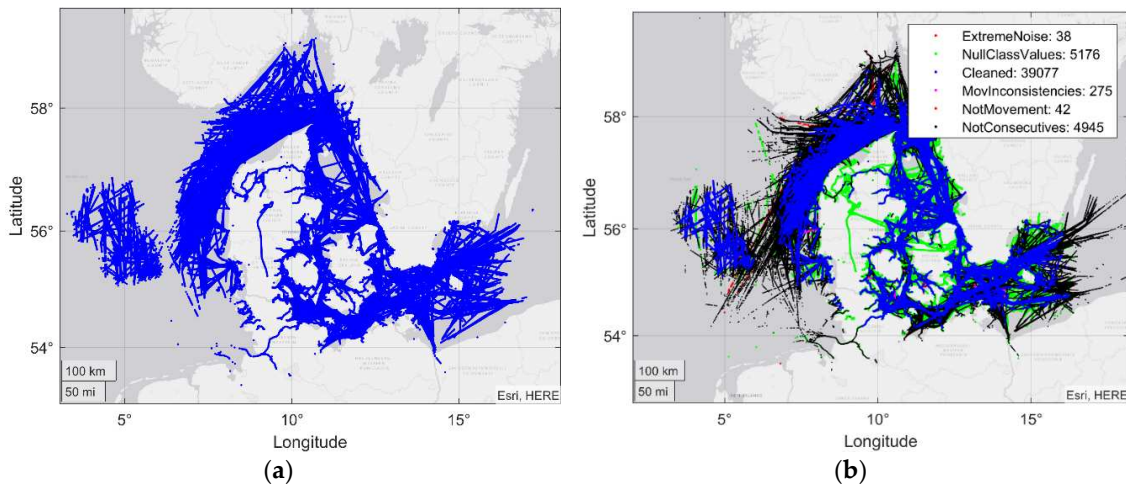 58°
56°
54°
Latitude
100 km
50 mi
Esri, HERE
5°
10°
15°
Longitude
(a)
ExtremeNoise: 38
NullClassValues: 5176
Cleaned: 39077
MovInconsistencies: 275
NotMovement: 42
NotConsecutives: 4945
58°
56°
54°
Latitude
100 km
50 mi
Esri, HERE
5°
10°
15°
Longitude
(b)